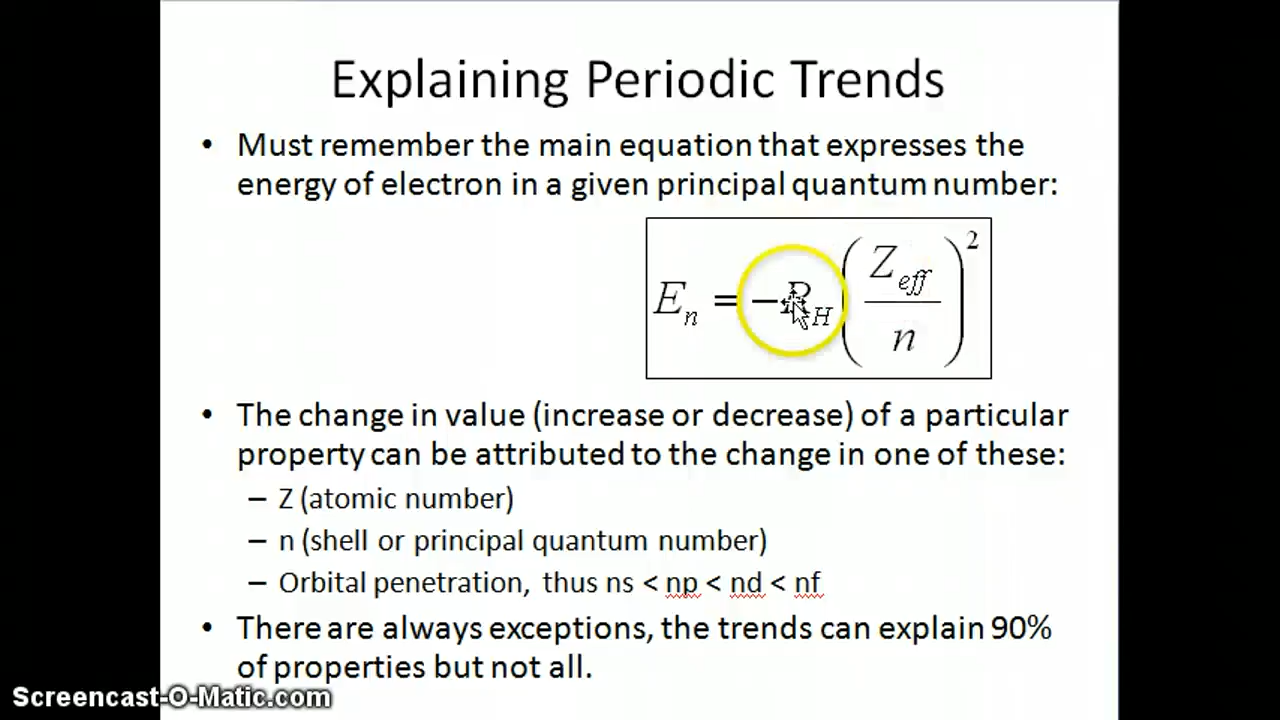 Explaining Periodic Trends
• Must remember the main equation that expresses the
energy of electron in a given principal quantum number:
Eₙ = −R_H (Z_eff / n)²
• The change in value (increase or decrease) of a particular
property can be attributed to the change in one of these:
– Z (atomic number)
– n (shell or principal quantum number)
– Orbital penetration, thus ns < np < nd < nf
• There are always exceptions, the trends can explain 90%
of properties but not all.
Screencast-O-Matic.com